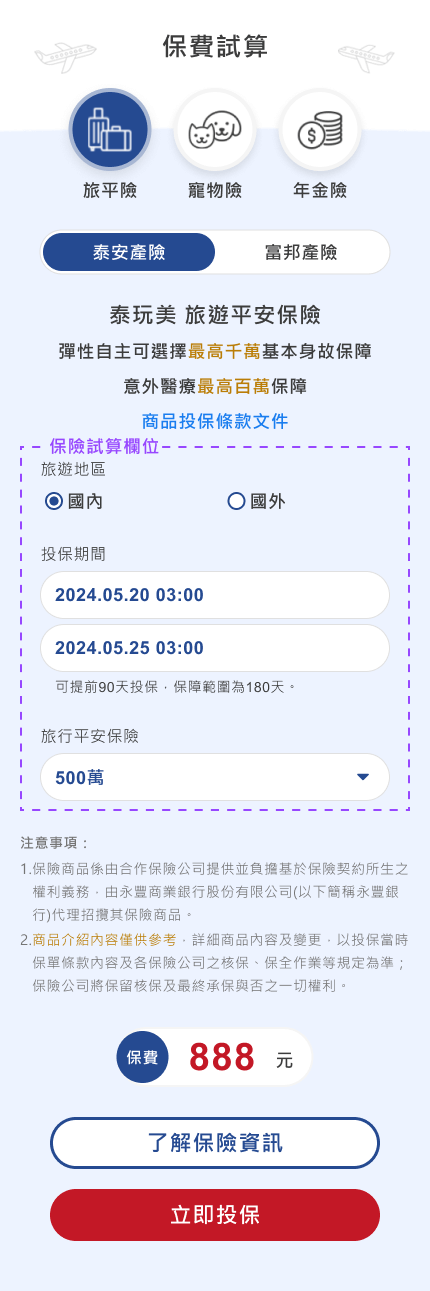 保費試算
旅平險
寵物險
年金險
泰安產險
富邦產險
泰玩美 旅遊平安保險
彈性自主可選擇最高千萬基本身故保障
意外醫療最高百萬保障
商品投保條款文件
保險試算欄位
旅遊地區
國內
國外
投保期間
2024.05.20 03:00
2024.05.25 03:00
可提前90天投保，保障範圍為180天。
旅行平安保險
500萬
注意事項：
1.保險商品係由合作保險公司提供並負擔基於保險契約所生之
權利義務，由永豐商業銀行股份有限公司(以下簡稱永豐銀
行)代理招攬其保險商品。
2.商品介紹內容僅供參考，詳細商品內容及變更，以投保當時
保單條款內容及各保險公司之核保、保全作業等規定為準；
保險公司將保留核保及最終承保與否之一切權利。
保費
888
元
了解保險資訊
立即投保